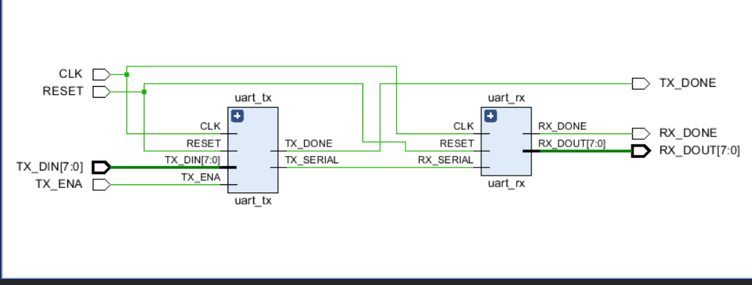 CLK
RESET
TX_DIN[7:0]
TX_ENA
uart_tx
CLK
RESET
TX_DIN[7:0]
TX_ENA
TX_DONE
TX_SERIAL
uart_tx
uart_rx
CLK
RESET
RX_SERIAL
RX_DONE
RX_DOUT[7:0]
uart_rx
TX_DONE
RX_DONE
RX_DOUT[7:0]